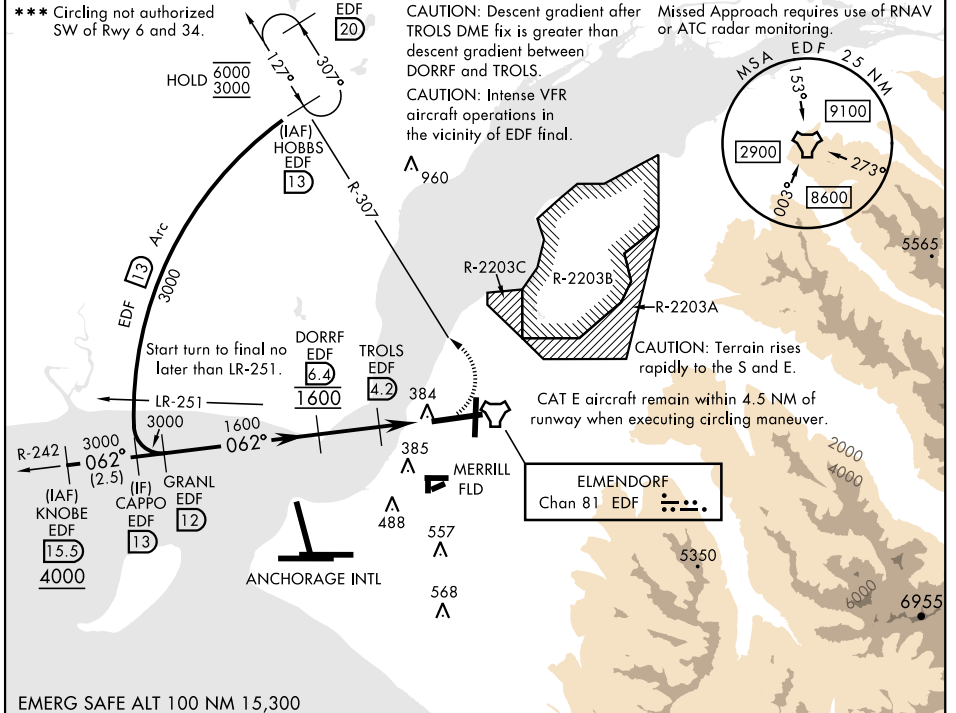 *** Circling not authorized
SW of Rwy 6 and 34.
EDF
20
127°
307°
HOLD 6000
3000
(IAF)
HOBBS
EDF
13
CAUTION: Descent gradient after
TROLS DME fix is greater than
descent gradient between
DORRF and TROLS.
CAUTION: Intense VFR
aircraft operations in
the vicinity of EDF final.
Missed Approach requires use of RNAV
or ATC radar monitoring.
MSA EDF 25 NM
153°
9100
2900
273°
003°
8600
960
R-307
5565
R-2203C
R-2203B
R-2203A
EDF 13 Arc
3000
Start turn to final no
later than LR-251.
DORRF
EDF
6.4
1600
TROLS
EDF
4.2
CAUTION: Terrain rises
rapidly to the S and E.
CAT E aircraft remain within 4.5 NM of
runway when executing circling maneuver.
LR-251
384
3000
1600
062°
R-242
3000
062°
(2.5)
385
2000
4000
(IAF)
KNOBE
EDF
15.5
4000
(IF)
CAPPO
EDF
13
GRANL
EDF
12
MERRILL
FLD
ELMENDORF
Chan 81 EDF
488
557
5350
ANCHORAGE INTL
568
6000
6955
EMERG SAFE ALT 100 NM 15,300